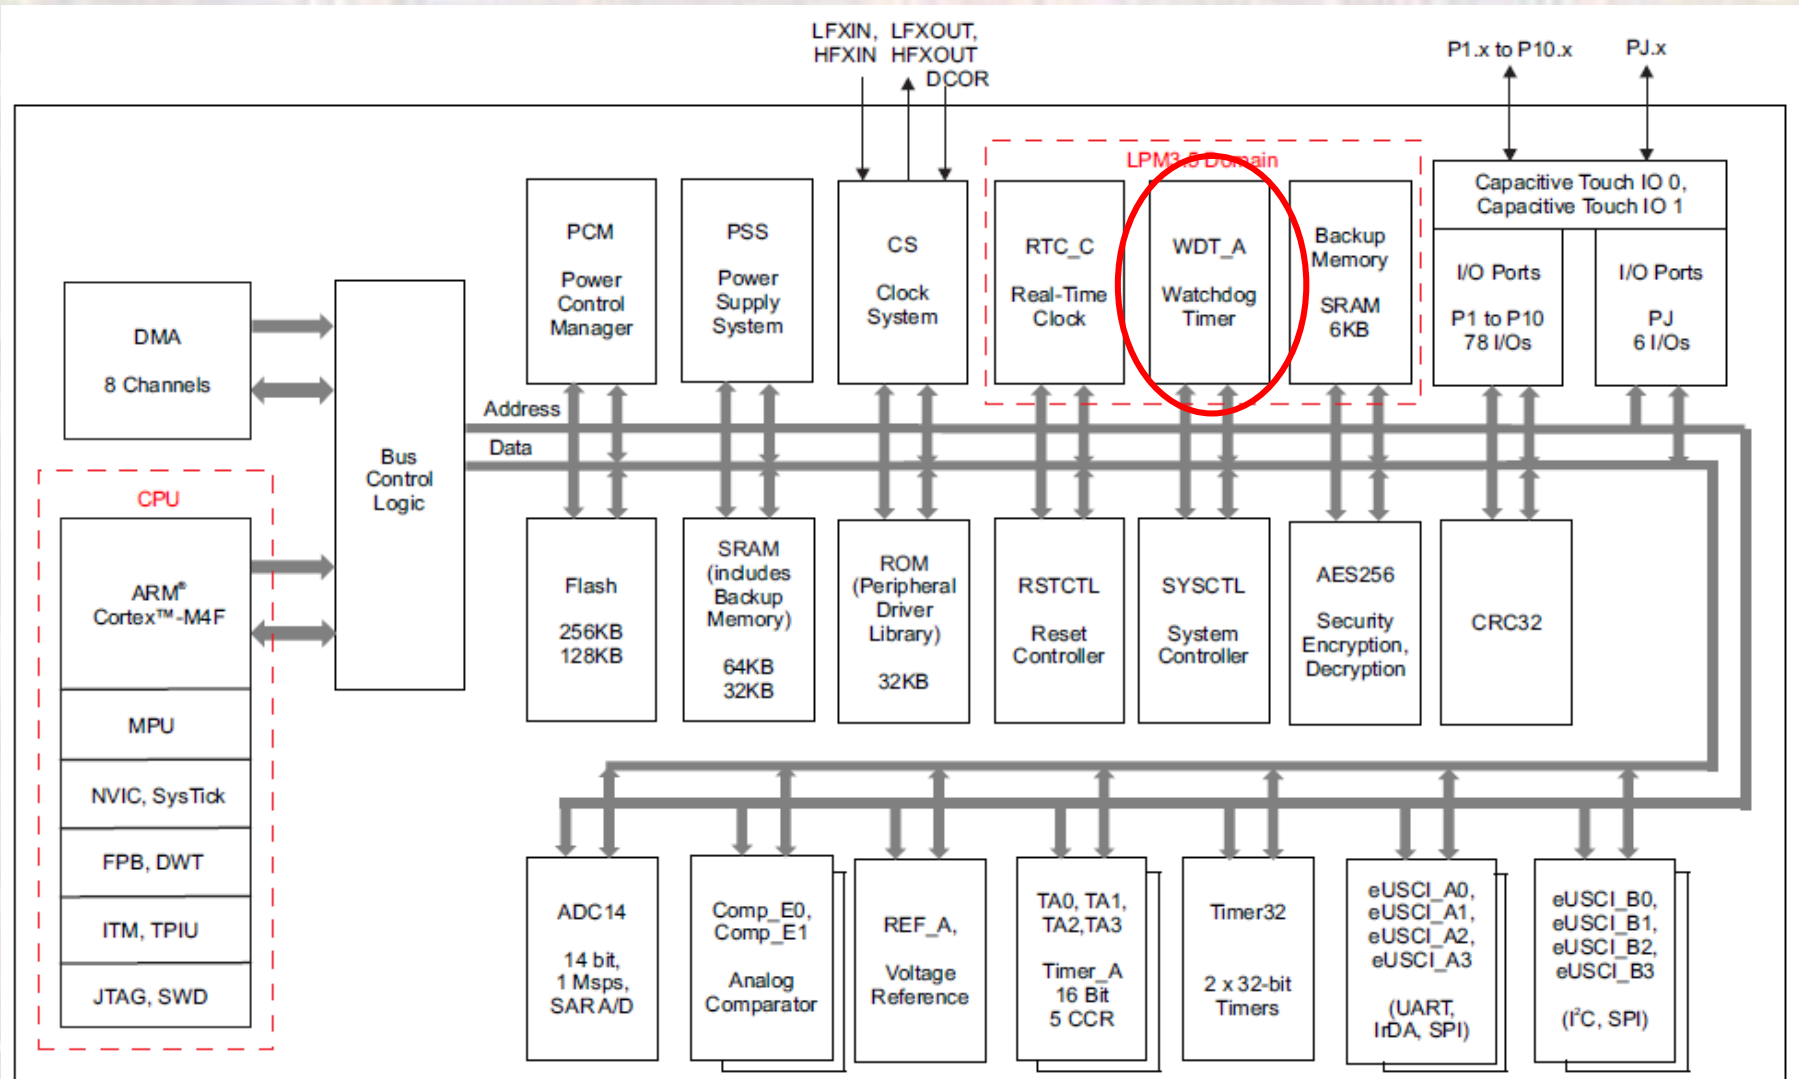 LFXIN, LFXOUT,
HFXIN HFXOUT
DCOR
P1.x to P10.x
PJ.x
LPM3.5 Domain
Capacitive Touch IO 0,
Capacitive Touch IO 1
PCM
Power
Control
Manager
PSS
Power
Supply
System
CS
Clock
System
RTC_C
Real-Time
Clock
WDT_A
Watchdog
Timer
Backup
Memory
SRAM
6KB
I/O Ports
P1 to P10
78 I/Os
I/O Ports
PJ
6 I/Os
DMA
8 Channels
Bus
Control
Logic
Address
Data
CPU
ARM®
Cortex™-M4F
MPU
NVIC, SysTick
FPB, DWT
ITM, TPIU
JTAG, SWD
Flash
256KB
128KB
SRAM
(includes
Backup
Memory)
64KB
32KB
ROM
(Peripheral
Driver
Library)
32KB
RSTCTL
Reset
Controller
SYSCTL
System
Controller
AES256
Security
Encryption,
Decryption
CRC32
ADC14
14 bit,
1 Msps,
SAR A/D
Comp_E0,
Comp_E1
Analog
Comparator
REF_A,
Voltage
Reference
TA0, TA1,
TA2,TA3
Timer_A
16 Bit
5 CCR
Timer32
2 x 32-bit
Timers
eUSCI_A0,
eUSCI_A1,
eUSCI_A2,
eUSCI_A3
(UART,
IrDA, SPI)
eUSCI_B0,
eUSCI_B1,
eUSCI_B2,
eUSCI_B3
(I²C, SPI)